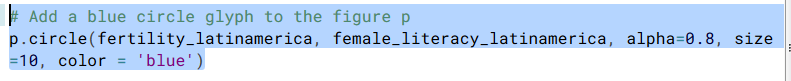 # Add a blue circle glyph to the figure p
p.circle(fertility_latinamerica, female_literacy_latinamerica, alpha=0.8, size
=10, color = 'blue')